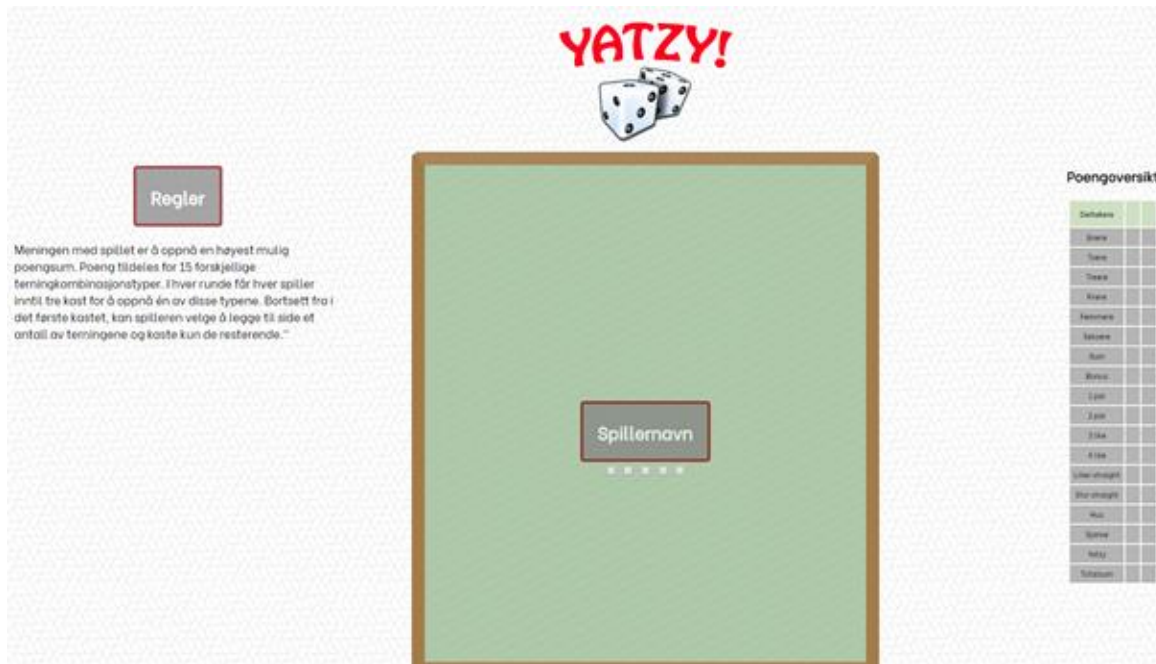 YATZY!
Regler
Meningen med spillet er å oppnå en høyest mulig
poengsum. Poeng tildeles for 15 forskjellige
terningkombinasjonstyper. I hver runde får hver spiller
inntil tre kast for å oppnå én av disse typene. Bortsett fra i
det første kastet, kan spilleren velge å legge til side et
antall av terningene og kaste kun de resterende."
Spillernavn
Poengoversikt
Deltakere
Enere
Toere
Treere
Firere
Femmere
Seksere
Sum
Bonus
1 par
2 par
3 like
4 like
Liten straight
Stor straight
Hus
Sjanse
Yatzy
Totalsum